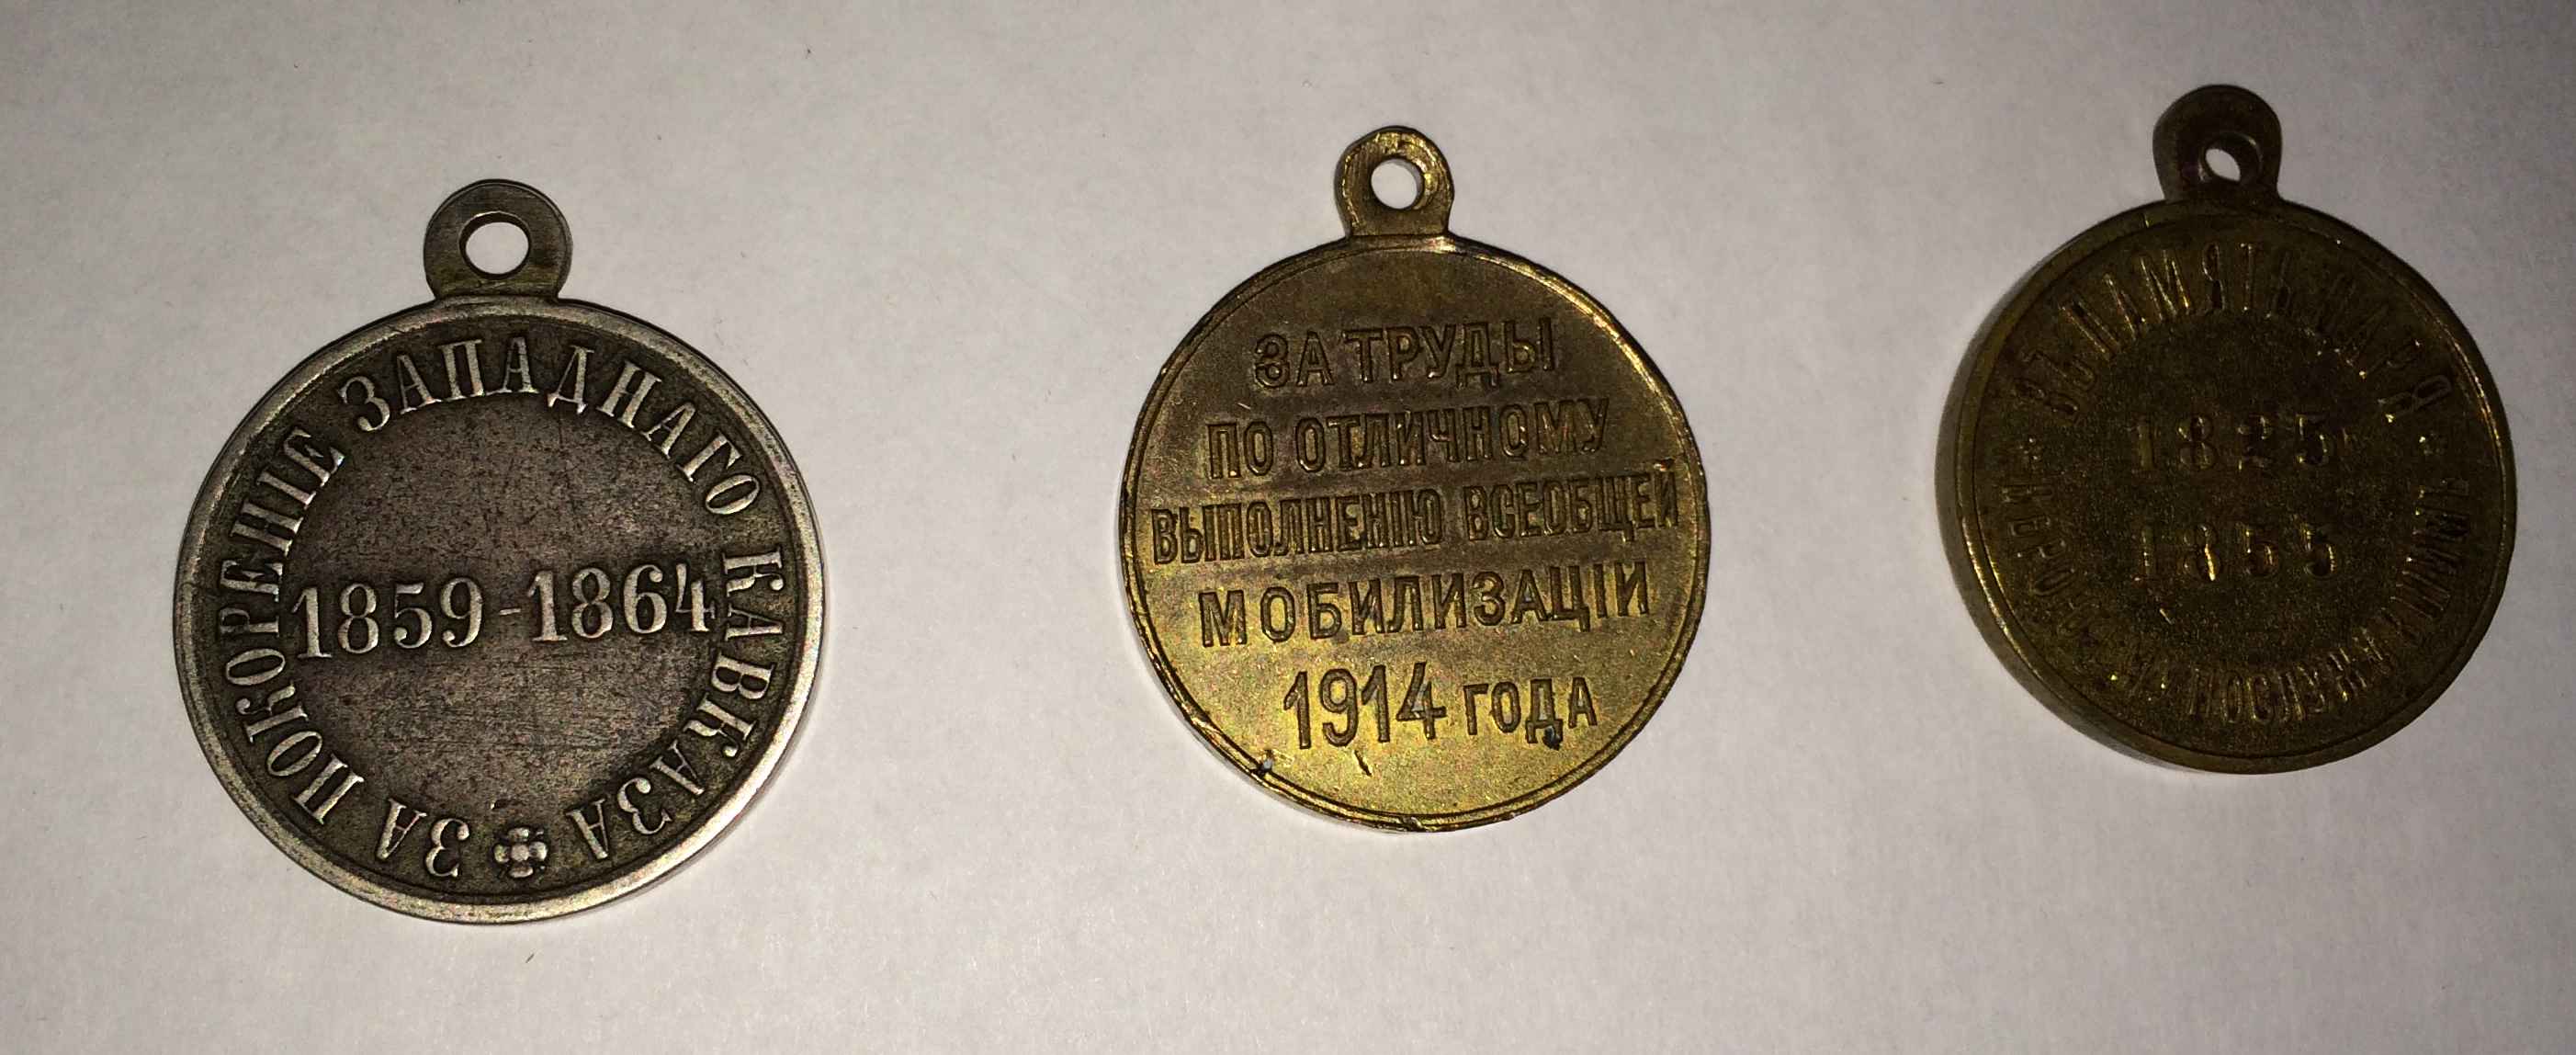 ЗА ПОКОРЕНІЕ ЗАПАДНАГО КАВКАЗА
1859-1864
ЗА ТРУДЫ
ПО ОТЛИЧНОМУ
ВЫПОЛНЕНІЮ ВСЕОБЩЕЙ
МОБИЛИЗАЦІИ
1914 ГОДА
ВЪ ПАМЯТЬ ЦАРЯ
1825
1855